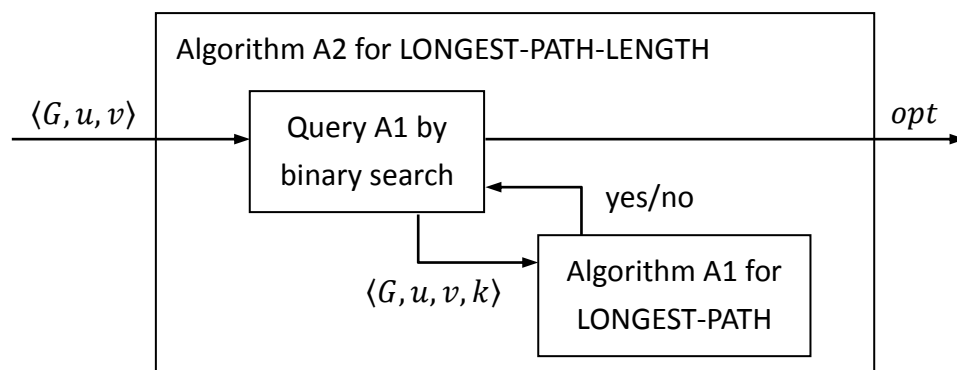 Algorithm A2 for LONGEST-PATH-LENGTH
⟨G, u, v⟩
Query A1 by
binary search
opt
yes/no
⟨G, u, v, k⟩
Algorithm A1 for
LONGEST-PATH